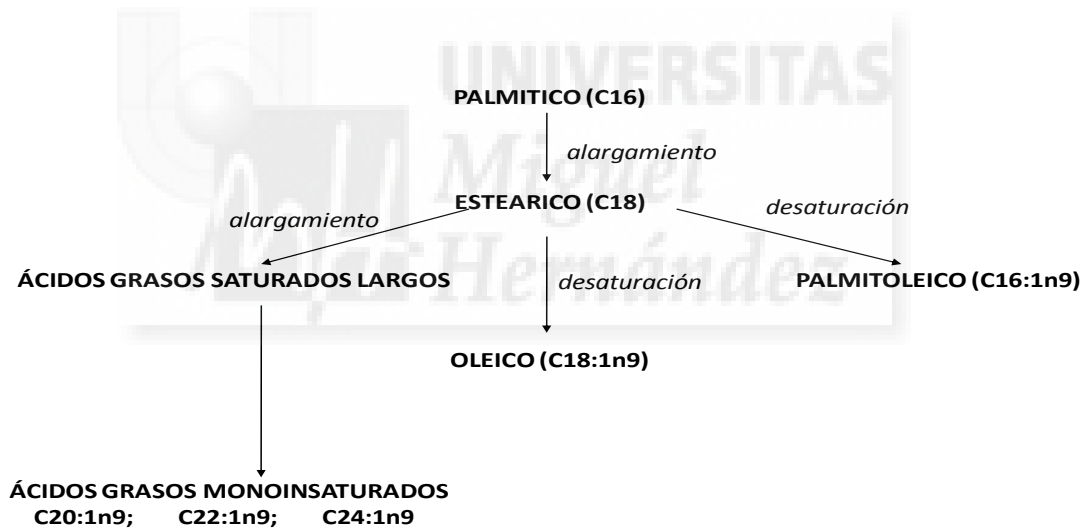 UNIVERSITAS
Miguel
Hernández
PALMITICO (C16)
alargamiento
ESTEARICO (C18)
alargamiento
desaturación
ÁCIDOS GRASOS SATURADOS LARGOS
desaturación
PALMITOLEICO (C16:1n9)
OLEICO (C18:1n9)
ÁCIDOS GRASOS MONOINSATURADOS
C20:1n9; C22:1n9; C24:1n9